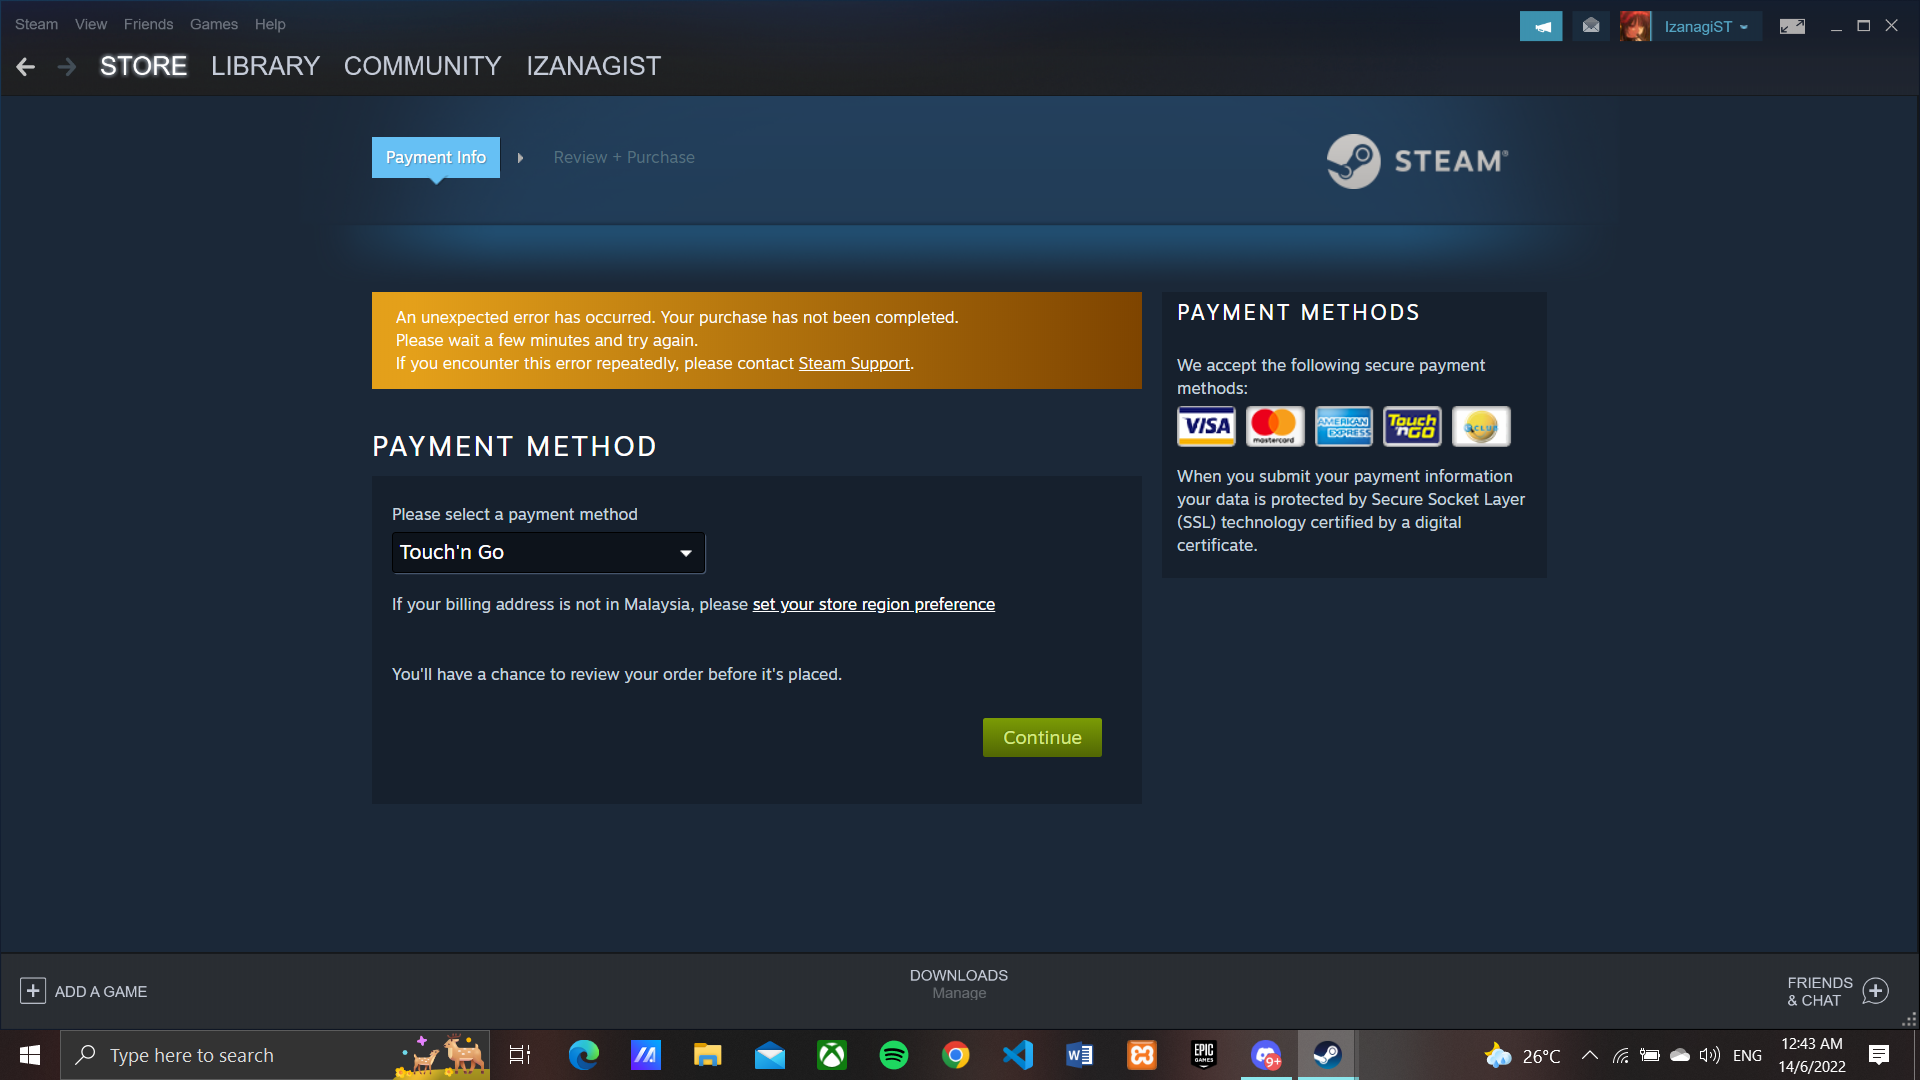 Steam View Friends Games Help
IzanagiST
STORE LIBRARY COMMUNITY IZANAGIST
Payment Info Review + Purchase
STEAM®
An unexpected error has occurred. Your purchase has not been completed.
Please wait a few minutes and try again.
If you encounter this error repeatedly, please contact Steam Support.
PAYMENT METHOD
Please select a payment method
Touch'n Go
If your billing address is not in Malaysia, please set your store region preference
You'll have a chance to review your order before it's placed.
Continue
PAYMENT METHODS
We accept the following secure payment
methods:
VISA mastercard AMERICAN EXPRESS Touch 'nGO
When you submit your payment information
your data is protected by Secure Socket Layer
(SSL) technology certified by a digital
certificate.
ADD A GAME
DOWNLOADS
Manage
FRIENDS
& CHAT
Type here to search
EPIC
GAMES
9+
26°C
ENG
12:43 AM
14/6/2022